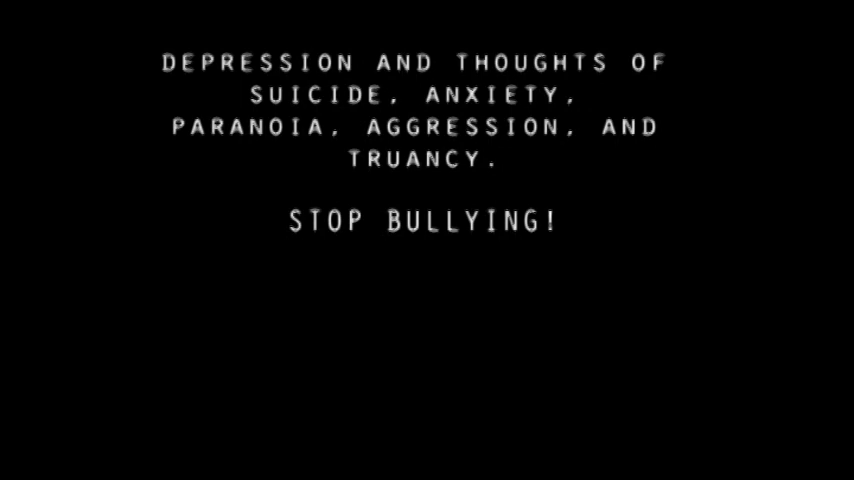 DEPRESSION AND THOUGHTS OF
SUICIDE, ANXIETY,
PARANOIA, AGGRESSION, AND
TRUANCY.
STOP BULLYING!